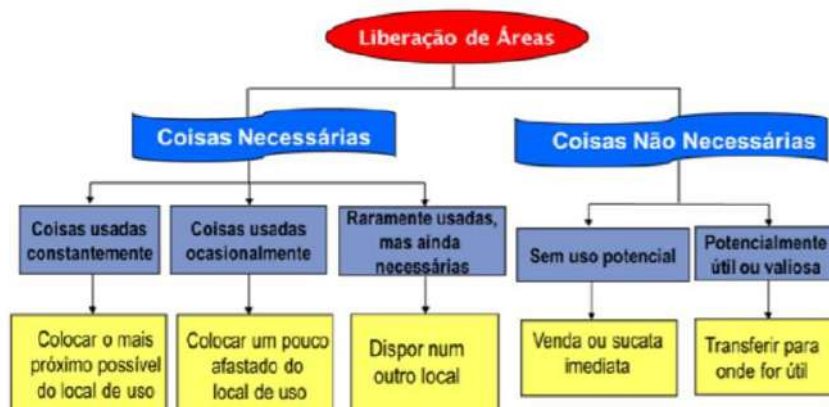 Liberação de Áreas
Coisas Necessárias
Coisas Não Necessárias
Coisas usadas
constantemente
Coisas usadas
ocasionalmente
Raramente usadas,
mas ainda
necessárias
Sem uso potencial
Potencialmente
útil ou valiosa
Colocar o mais
próximo possível
do local de uso
Colocar um pouco
afastado do
local de uso
Dispor num
outro local
Venda ou sucata
imediata
Transferir para
onde for útil